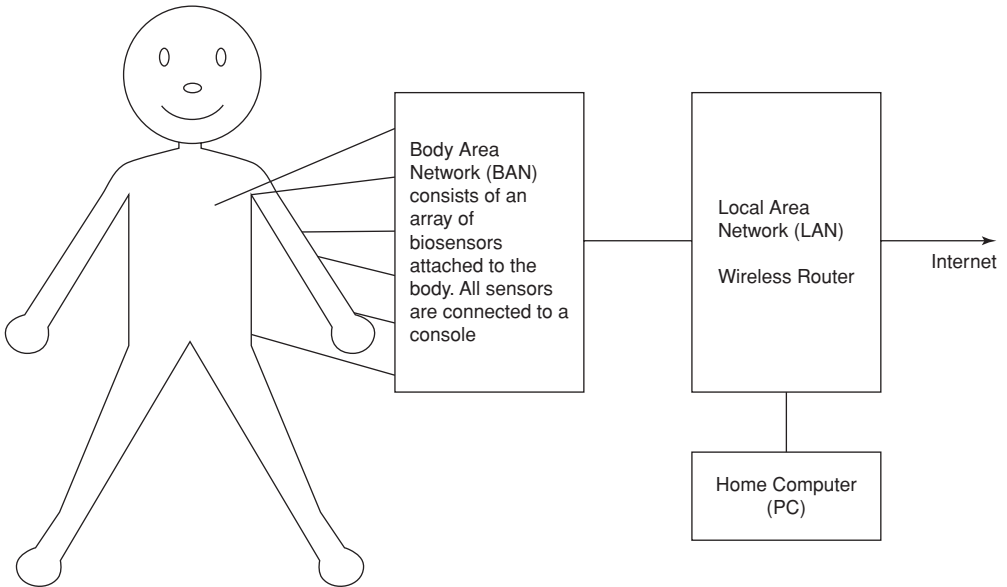 Body Area
Network (BAN)
consists of an
array of
biosensors
attached to the
body. All sensors
are connected to a
console
Local Area
Network (LAN)
Wireless Router
Internet
Home Computer
(PC)